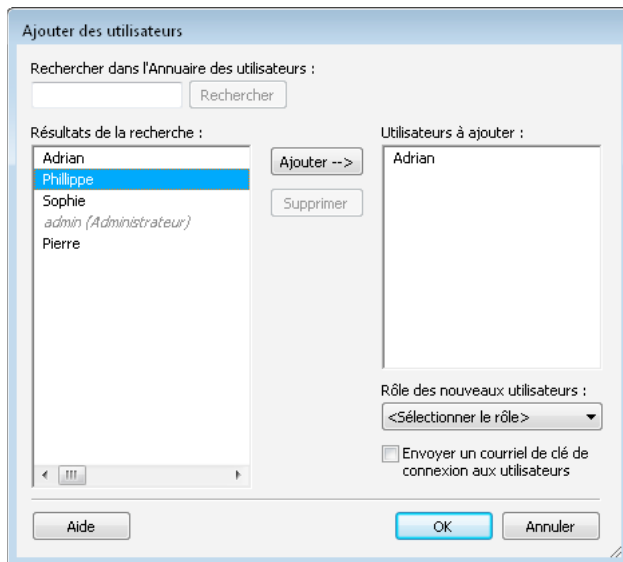 Ajouter des utilisateurs
Rechercher dans l'Annuaire des utilisateurs :
Rechercher
Résultats de la recherche :
Adrian
Phillippe
Sophie
admin (Administrateur)
Pierre
Ajouter -->
Supprimer
Utilisateurs à ajouter :
Adrian
Rôle des nouveaux utilisateurs :
<Sélectionner le rôle>
Envoyer un courriel de clé de
connexion aux utilisateurs
Aide
OK
Annuler